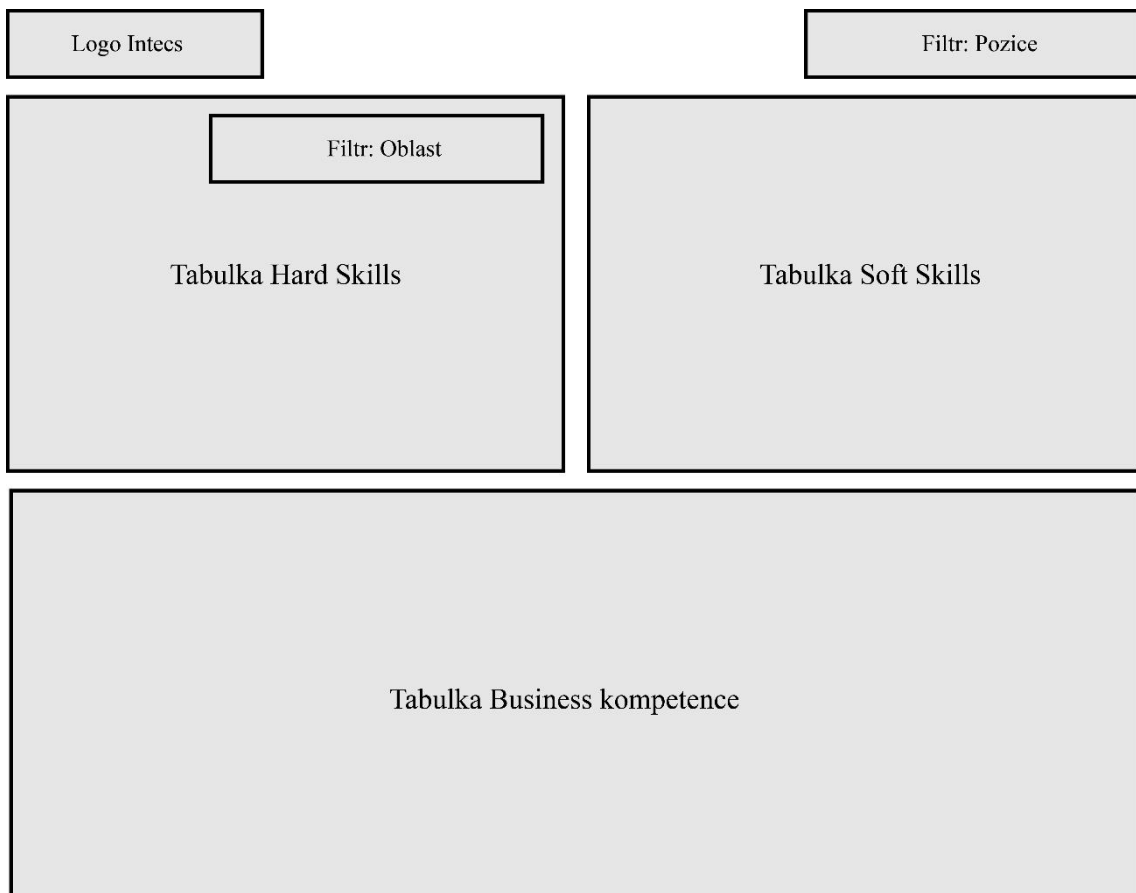 Logo Intecs
Filtr: Pozice
Filtr: Oblast
Tabulka Hard Skills
Tabulka Soft Skills
Tabulka Business kompetence